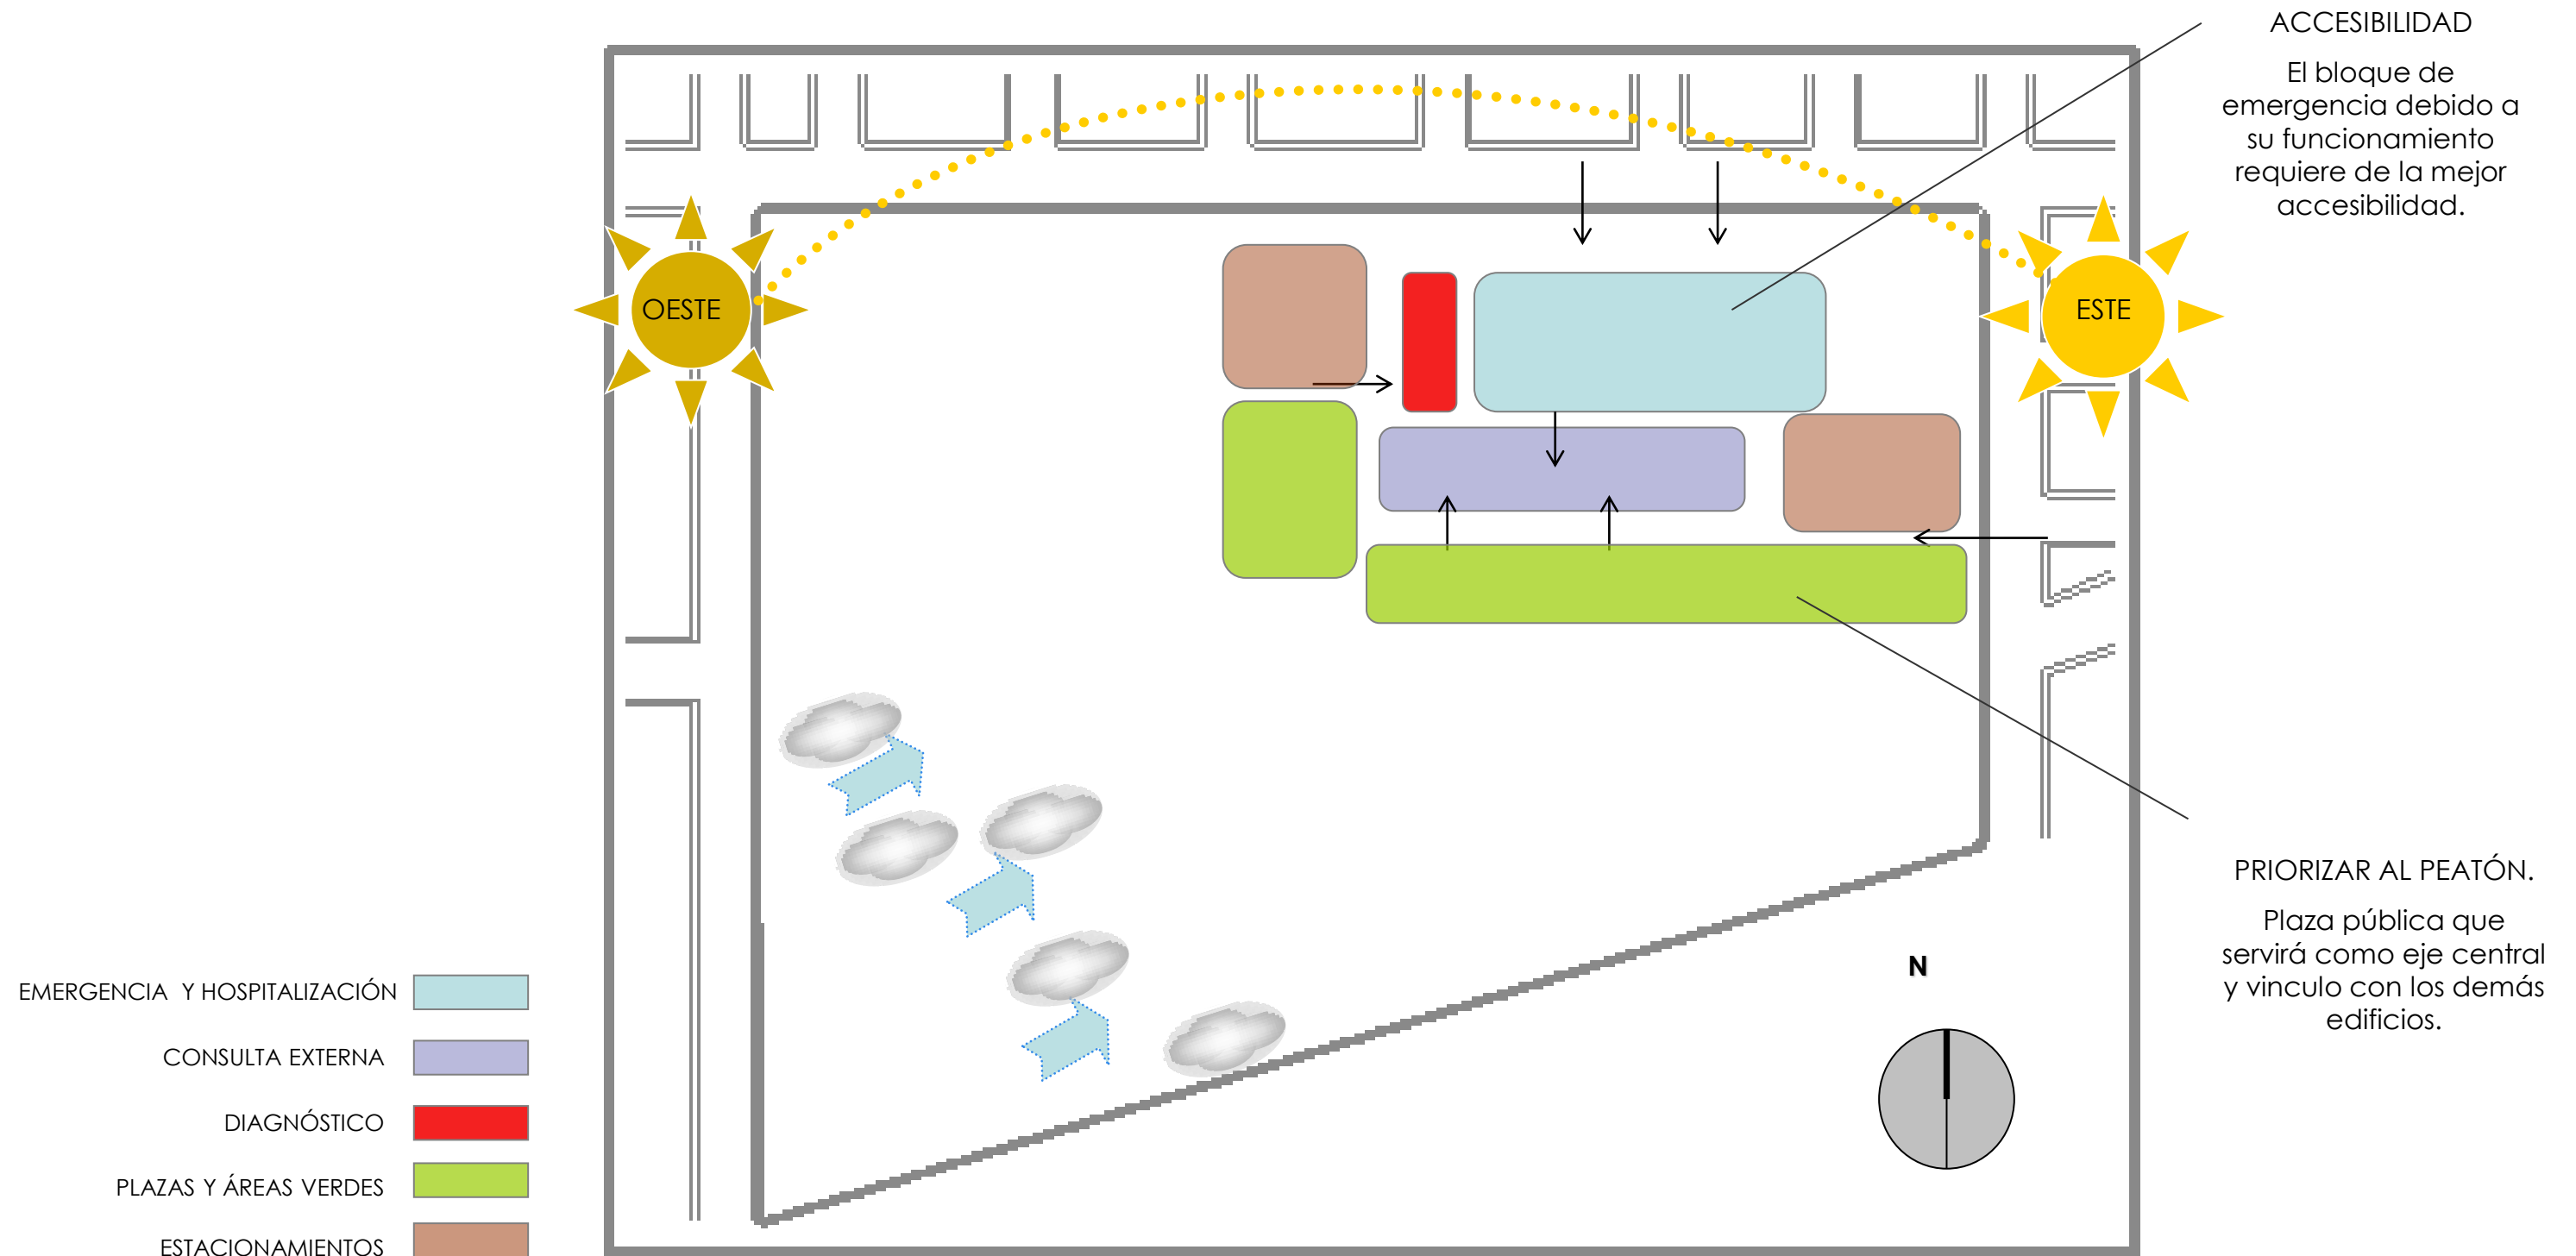 ACCESIBILIDAD
El bloque de
emergencia debido a
su funcionamiento
requiere de la mejor
accesibilidad.
OESTE
ESTE
PRIORIZAR AL PEATÓN.
Plaza pública que
servirá como eje central
y vinculo con los demás
edificios.
N
EMERGENCIA Y HOSPITALIZACIÓN
CONSULTA EXTERNA
DIAGNÓSTICO
PLAZAS Y ÁREAS VERDES
ESTACIONAMIENTOS